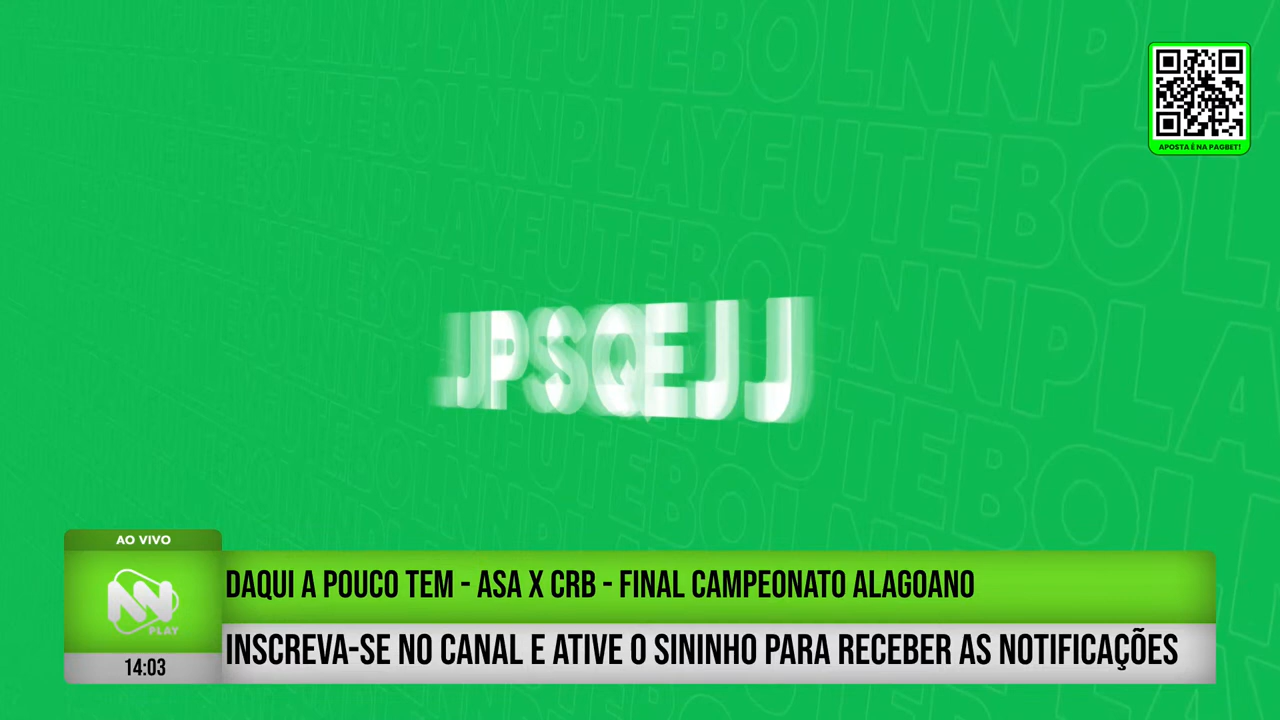 APOSTA É NA PAGBET!
JPSQEJJ
AO VIVO
NN
PLAY
14:03
DAQUI A POUCO TEM - ASA X CRB - FINAL CAMPEONATO ALAGOANO
INSCREVA-SE NO CANAL E ATIVE O SININHO PARA RECEBER AS NOTIFICAÇÕES